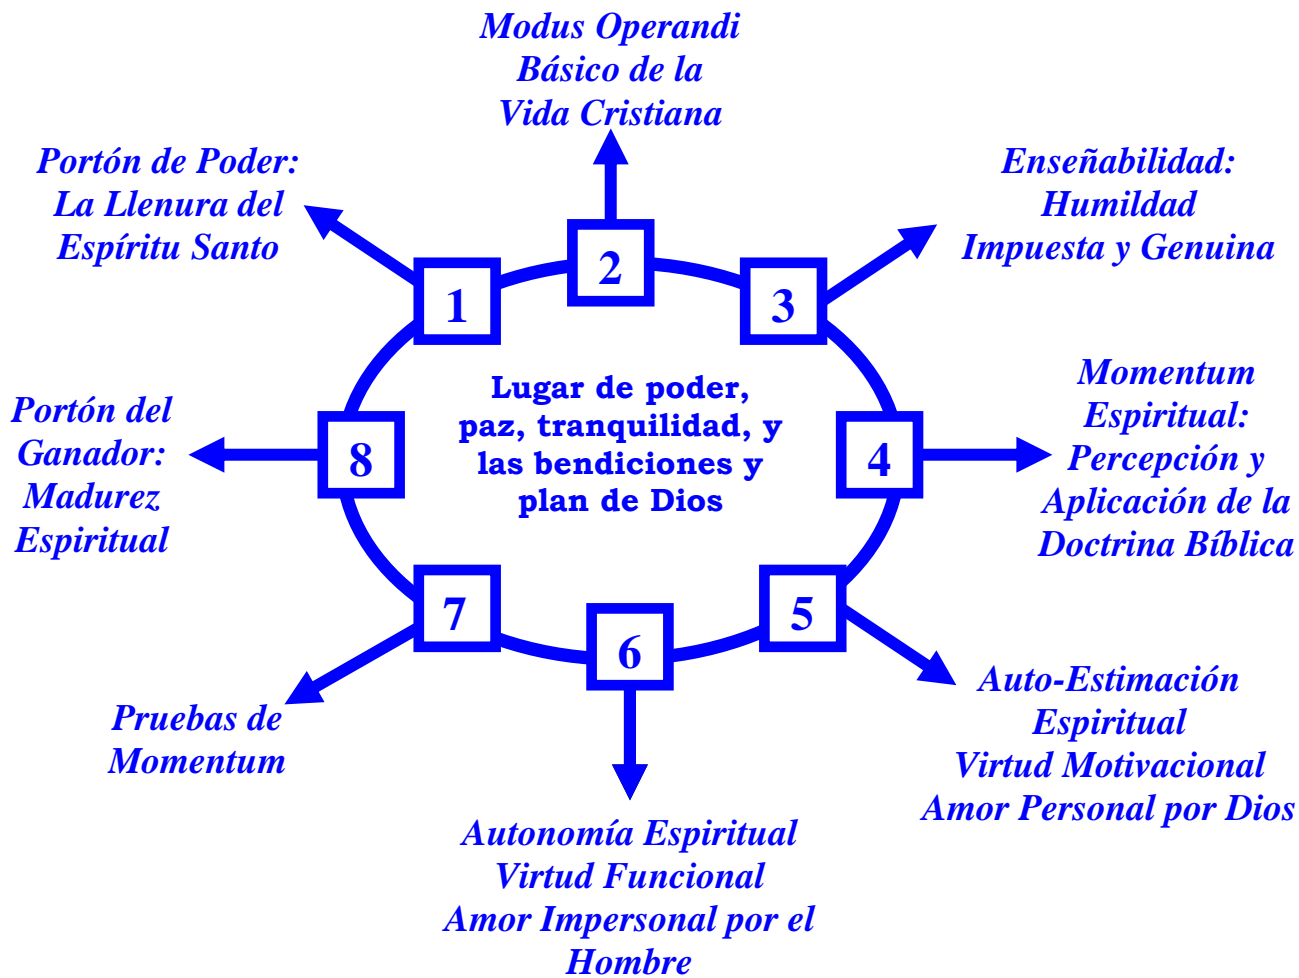 Modus Operandi
Básico de la
Vida Cristiana
Portón de Poder:
La Llenura del
Espíritu Santo
Enseñabilidad:
Humildad
Impuesta y Genuina
1
2
3
Lugar de poder,
paz, tranquilidad, y
las bendiciones y
plan de Dios
Momentum
Espiritual:
Percepción y
Aplicación de la
Doctrina Bíblica
Portón del
Ganador:
Madurez
Espiritual
8
4
7
6
5
Pruebas de
Momentum
Auto-Estimación
Espiritual
Virtud Motivacional
Amor Personal por Dios
Autonomía Espiritual
Virtud Funcional
Amor Impersonal por el
Hombre